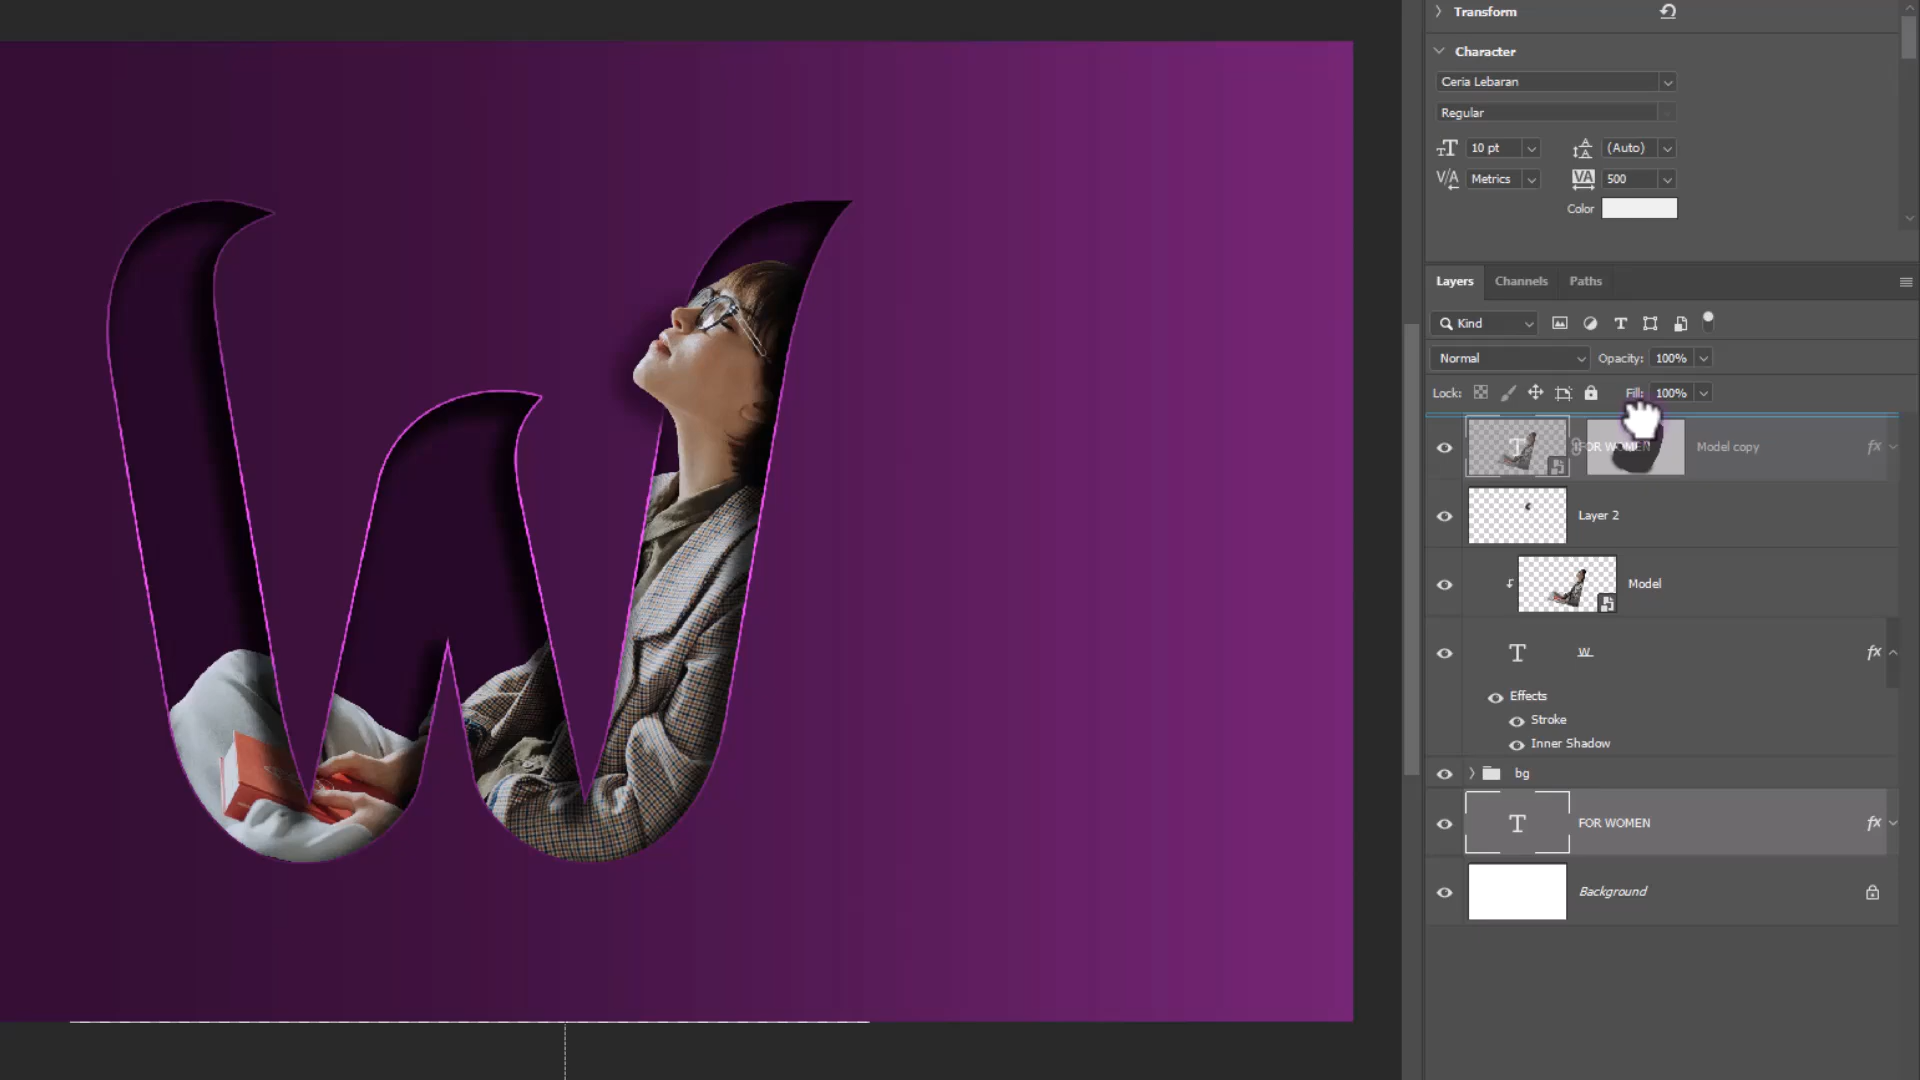 Transform
Character
Ceria Lebaran
Regular
10 pt
(Auto)
Metrics
500
Color
Layers
Channels
Paths
Kind
Normal
Opacity:
100%
Lock:
Fill:
100%
FOR WOMEN
Model copy
fx
Layer 2
Model
W
fx
Effects
Stroke
Inner Shadow
bg
FOR WOMEN
fx
Background